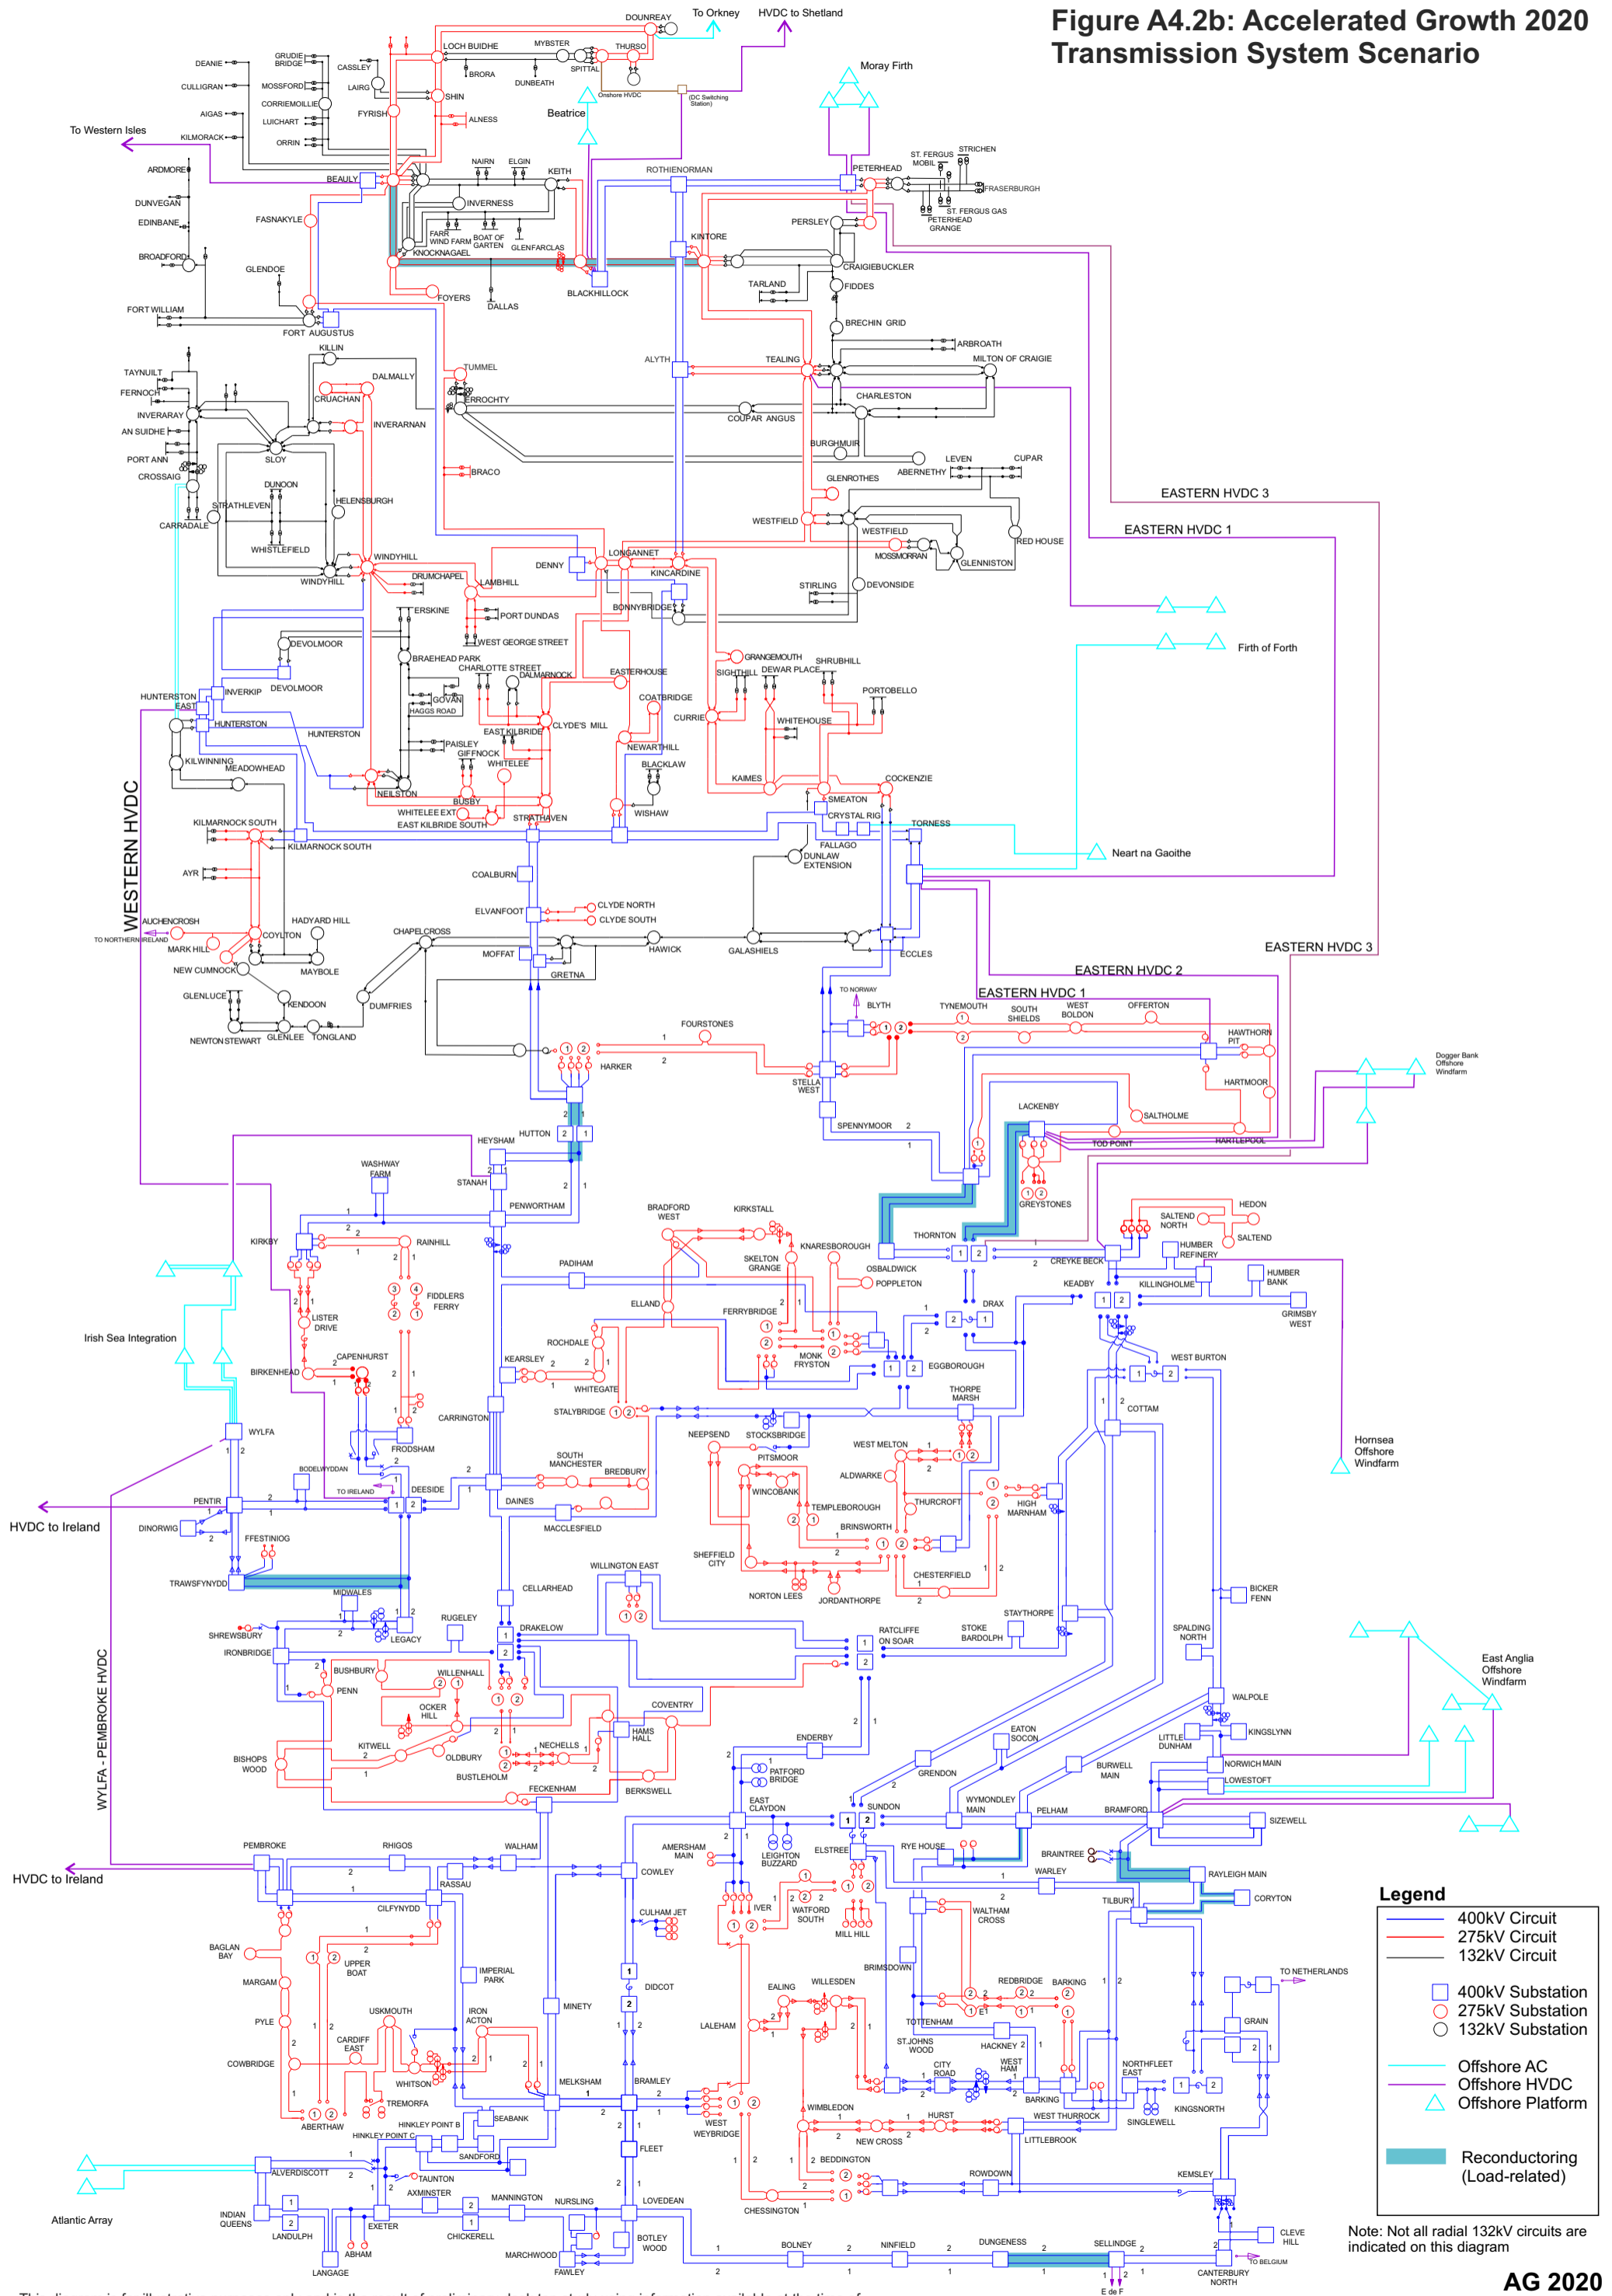 Figure A4.2b: Accelerated Growth 2020
Transmission System Scenario
To Orkney
HVDC to Shetland
DOUNREAY
LOCH BUIDHE
MYBSTER
THURSO
SPITTAL
GRUDIE
BRIDGE
DEANIE
CASSLEY
BRORA
DUNBEATH
CULLIGRAN
MOSSFORD
LAIRG
SHIN
Onshore HVDC
(DC Switching
Station)
Moray Firth
CORRIEMOILLIE
FYRISH
ALNESS
Beatrice
AIGAS
LUICHART
To Western Isles
KILMORACK
ORRIN
ARDMORE
BEAULY
NAIRN
ELGIN
KEITH
ROTHIENORMAN
PETERHEAD
ST. FERGUS
MOBIL
STRICHEN
FRASERBURGH
DUNVEGAN
INVERNESS
ST. FERGUS GAS
PETERHEAD
GRANGE
EDINBANE
FASNAKYLE
FARR
WIND FARM
BOAT OF
GARTEN
GLENFARCLAS
PERSLEY
KINTORE
BROADFORD
KNOCKNAGAEL
CRAIGIEBUCKLER
GLENDOE
FOYERS
DALLAS
BLACKHILLOCK
TARLAND
FIDDES
FORT WILLIAM
FORT AUGUSTUS
BRECHIN GRID
KILLIN
ARBROATH
TAYNUILT
DALMALLY
TUMMEL
ALYTH
TEALING
MILTON OF CRAIGIE
FERNOCH
CRUACHAN
ERROCHTY
CHARLESTON
INVERARAY
INVERARNAN
COUPAR ANGUS
AN SUIDHE
SLOY
BURGHMUIR
PORT ANN
ABERNETHY
LEVEN
CUPAR
CROSSAIG
BRACO
DUNOON
HELENSBURGH
GLENROTHES
STRATHLEVEN
EASTERN HVDC 3
CARRADALE
WESTFIELD
WESTFIELD
EASTERN HVDC 1
WHISTLEFIELD
RED HOUSE
WINDYHILL
LONGANNET
MOSSMORRAN
GLENNISTON
WINDYHILL
DRUMCHAPEL
LAMBHILL
DENNY
KINCARDINE
STIRLING
DEVONSIDE
ERSKINE
PORT DUNDAS
BONNYBRIDGE
DEVOLMOOR
WEST GEORGE STREET
BRAEHEAD PARK
CHARLOTTE STREET
DALMARNOCK
EASTERHOUSE
GRANGEMOUTH
SHRUBHILL
Firth of Forth
DEVOLMOOR
SIGHTHILL
DEWAR PLACE
HUNTERSTON
EAST
INVERKIP
GOVAN
HAGGS ROAD
COATBRIDGE
PORTOBELLO
HUNTERSTON
HUNTERSTON
CLYDE'S MILL
CURRIE
WHITEHOUSE
EAST KILBRIDE
PAISLEY
NEWARTHILL
GIFFNOCK
WHITELEE
KILWINNING
MEADOWHEAD
BLACKLAW
KAIMES
COCKENZIE
WESTERN HVDC
NEILSTON
BUSBY
WHITELEE EXT
EAST KILBRIDE SOUTH
STRATHAVEN
WISHAW
SMEATON
CRYSTAL RIG
TORNESS
KILMARNOCK SOUTH
KILMARNOCK SOUTH
FALLAGO
Neart na Gaoithe
DUNLAW
EXTENSION
AYR
COALBURN
AUCHENCROSH
HADYARD HILL
ELVANFOOT
CLYDE NORTH
CLYDE SOUTH
TO NORTHERN IRELAND
MARK HILL
COYLTON
CHAPELCROSS
MOFFAT
HAWICK
GALASHIELS
ECCLES
EASTERN HVDC 3
NEW CUMNOCK
MAYBOLE
GRETNA
EASTERN HVDC 2
GLENLUCE
KENDOON
DUMFRIES
TO NORWAY
EASTERN HVDC 1
NEWTON STEWART
GLENLEE
TONGLAND
BLYTH
TYNEMOUTH
SOUTH
SHIELDS
WEST
BOLDON
OFFERTON
FOURSTONES
HAWTHORN
PIT
HARKER
STELLA
WEST
HARTMOOR
Dogger Bank
Offshore
Windfarm
LACKENBY
SALTHOLME
SPENNYMOOR
HUTTON
TOD POINT
HARTLEPOOL
HEYSHAM
WASHWAY
FARM
STANAH
GREYSTONES
PENWORTHAM
BRADFORD
WEST
KIRKSTALL
SALTEND
NORTH
HEDON
KIRKBY
RAINHILL
THORNTON
SALTEND
KNARESBOROUGH
SKELTON
GRANGE
OSBALDWICK
CREYKE BECK
HUMBER
REFINERY
PADIHAM
POPPLETON
KEADBY
KILLINGHOLME
HUMBER
BANK
FIDDLERS
FERRY
ELLAND
FERRYBRIDGE
DRAX
GRIMSBY
WEST
LISTER
DRIVE
Irish Sea Integration
ROCHDALE
MONK
FRYSTON
EGGBOROUGH
WEST BURTON
CAPENHURST
KEARSLEY
BIRKENHEAD
WHITEGATE
THORPE
MARSH
CARRINGTON
STALYBRIDGE
COTTAM
WYLFA
FRODSHAM
NEEPSEND
STOCKSBRIDGE
WEST MELTON
Hornsea
Offshore
Windfarm
BODELWYDDAN
SOUTH
MANCHESTER
BREDBURY
PITSMOOR
ALDWARKE
TO IRELAND
DEESIDE
WINCOBANK
PENTIR
DAINES
TEMPLEBOROUGH
THURCROFT
HIGH
MARNHAM
HVDC to Ireland
DINORWIG
MACCLESFIELD
BRINSWORTH
FFESTINIOG
SHEFFIELD
CITY
WILLINGTON EAST
CHESTERFIELD
TRAWSFYNYDD
MIDWALES
CELLARHEAD
NORTON LEES
JORDANTHORPE
BICKER
FENN
RUGELEY
STAYTHORPE
SHREWSBURY
LEGACY
DRAKELOW
RATCLIFFE
ON SOAR
STOKE
BARDOLPH
SPALDING
NORTH
IRONBRIDGE
BUSHBURY
WILLENHALL
East Anglia
Offshore
Windfarm
PENN
WYLFA - PEMBROKE HVDC
OCKER
HILL
COVENTRY
WALPOLE
HAMS
HALL
ENDERBY
EATON
SOCON
LITTLE
DUNHAM
KINGSLYNN
KITWELL
NECHELLS
BISHOPS
WOOD
OLDBURY
BUSTLEHOLM
PATFORD
BRIDGE
GRENDON
BURWELL
MAIN
NORWICH MAIN
LOWESTOFT
FECKENHAM
BERKSWELL
EAST
CLAYDON
SUNDON
WYMONDLEY
MAIN
PELHAM
BRAMFORD
SIZEWELL
PEMBROKE
RHIGOS
WALHAM
AMERSHAM
MAIN
LEIGHTON
BUZZARD
ELSTREE
RYE HOUSE
BRAINTREE
HVDC to Ireland
RASSAU
COWLEY
WARLEY
RAYLEIGH MAIN
CILFYNYDD
CULHAM JET
IVER
WATFORD
SOUTH
WALTHAM
CROSS
TILBURY
CORYTON
BAGLAN
BAY
UPPER
BOAT
MILL HILL
BRIMSDOWN
IMPERIAL
PARK
DIDCOT
MARGAM
EALING
WILLESDEN
REDBRIDGE
BARKING
TO NETHERLANDS
PYLE
USKMOUTH
IRON
ACTON
MINETY
LALEHAM
TOTTENHAM
GRAIN
CARDIFF
EAST
ST.JOHNS
WOOD
HACKNEY
COWBRIDGE
WHITSON
MELKSHAM
BRAMLEY
CITY
ROAD
WEST
HAM
NORTHFLEET
EAST
BARKING
KINGSNORTH
TREMORFA
SEABANK
WIMBLEDON
WEST THURROCK
SINGLEWELL
ABERTHAW
HINKLEY POINT B
WEST
WEYBRIDGE
HURST
HINKLEY POINT C
NEW CROSS
LITTLEBROOK
SANDFORD
FLEET
ALVERDISCOTT
TAUNTON
BEDDINGTON
ROWDOWN
KEMSLEY
AXMINSTER
MANNINGTON
NURSLING
LOVEDEAN
CHESSINGTON
Atlantic Array
INDIAN
QUEENS
LANDULPH
EXETER
CHICKERELL
BOTLEY
WOOD
CLEVE
HILL
ABHAM
LANGAGE
MARCHWOOD
FAWLEY
BOLNEY
NINFIELD
DUNGENESS
SELLINDGE
CANTERBURY
NORTH
TO BELGIUM
E de F
Legend
400kV Circuit
275kV Circuit
132kV Circuit
400kV Substation
275kV Substation
132kV Substation
Offshore AC
Offshore HVDC
Offshore Platform
Reconductoring
(Load-related)
Note: Not all radial 132kV circuits are
indicated on this diagram
AG 2020